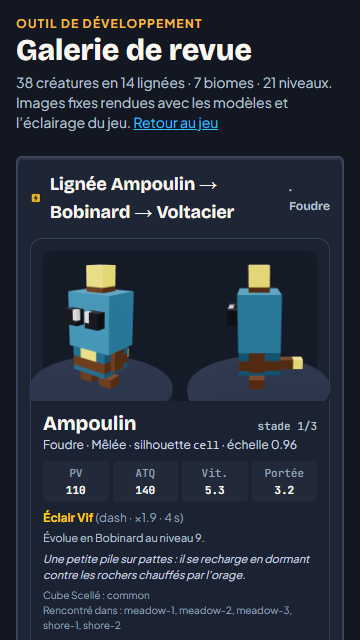 OUTIL DE DÉVELOPPEMENT
Galerie de revue
38 créatures en 14 lignées · 7 biomes · 21 niveaux.
Images fixes rendues avec les modèles et
l'éclairage du jeu. Retour au jeu
Lignée Ampoulin →
Bobinard → Voltacier
·
Foudre
Ampoulin
stade 1/3
Foudre · Mêlée · silhouette cell · échelle 0.96
PV ATQ Vit. Portée
110 140 5.3 3.2
Éclair Vif (dash · ×1.9 · 4 s)
Évolue en Bobinard au niveau 9.
Une petite pile sur pattes : il se recharge en dormant
contre les rochers chauffés par l'orage.
Cube Scellé : common
Rencontré dans : meadow-1, meadow-2, meadow-3,
shore-1, shore-2